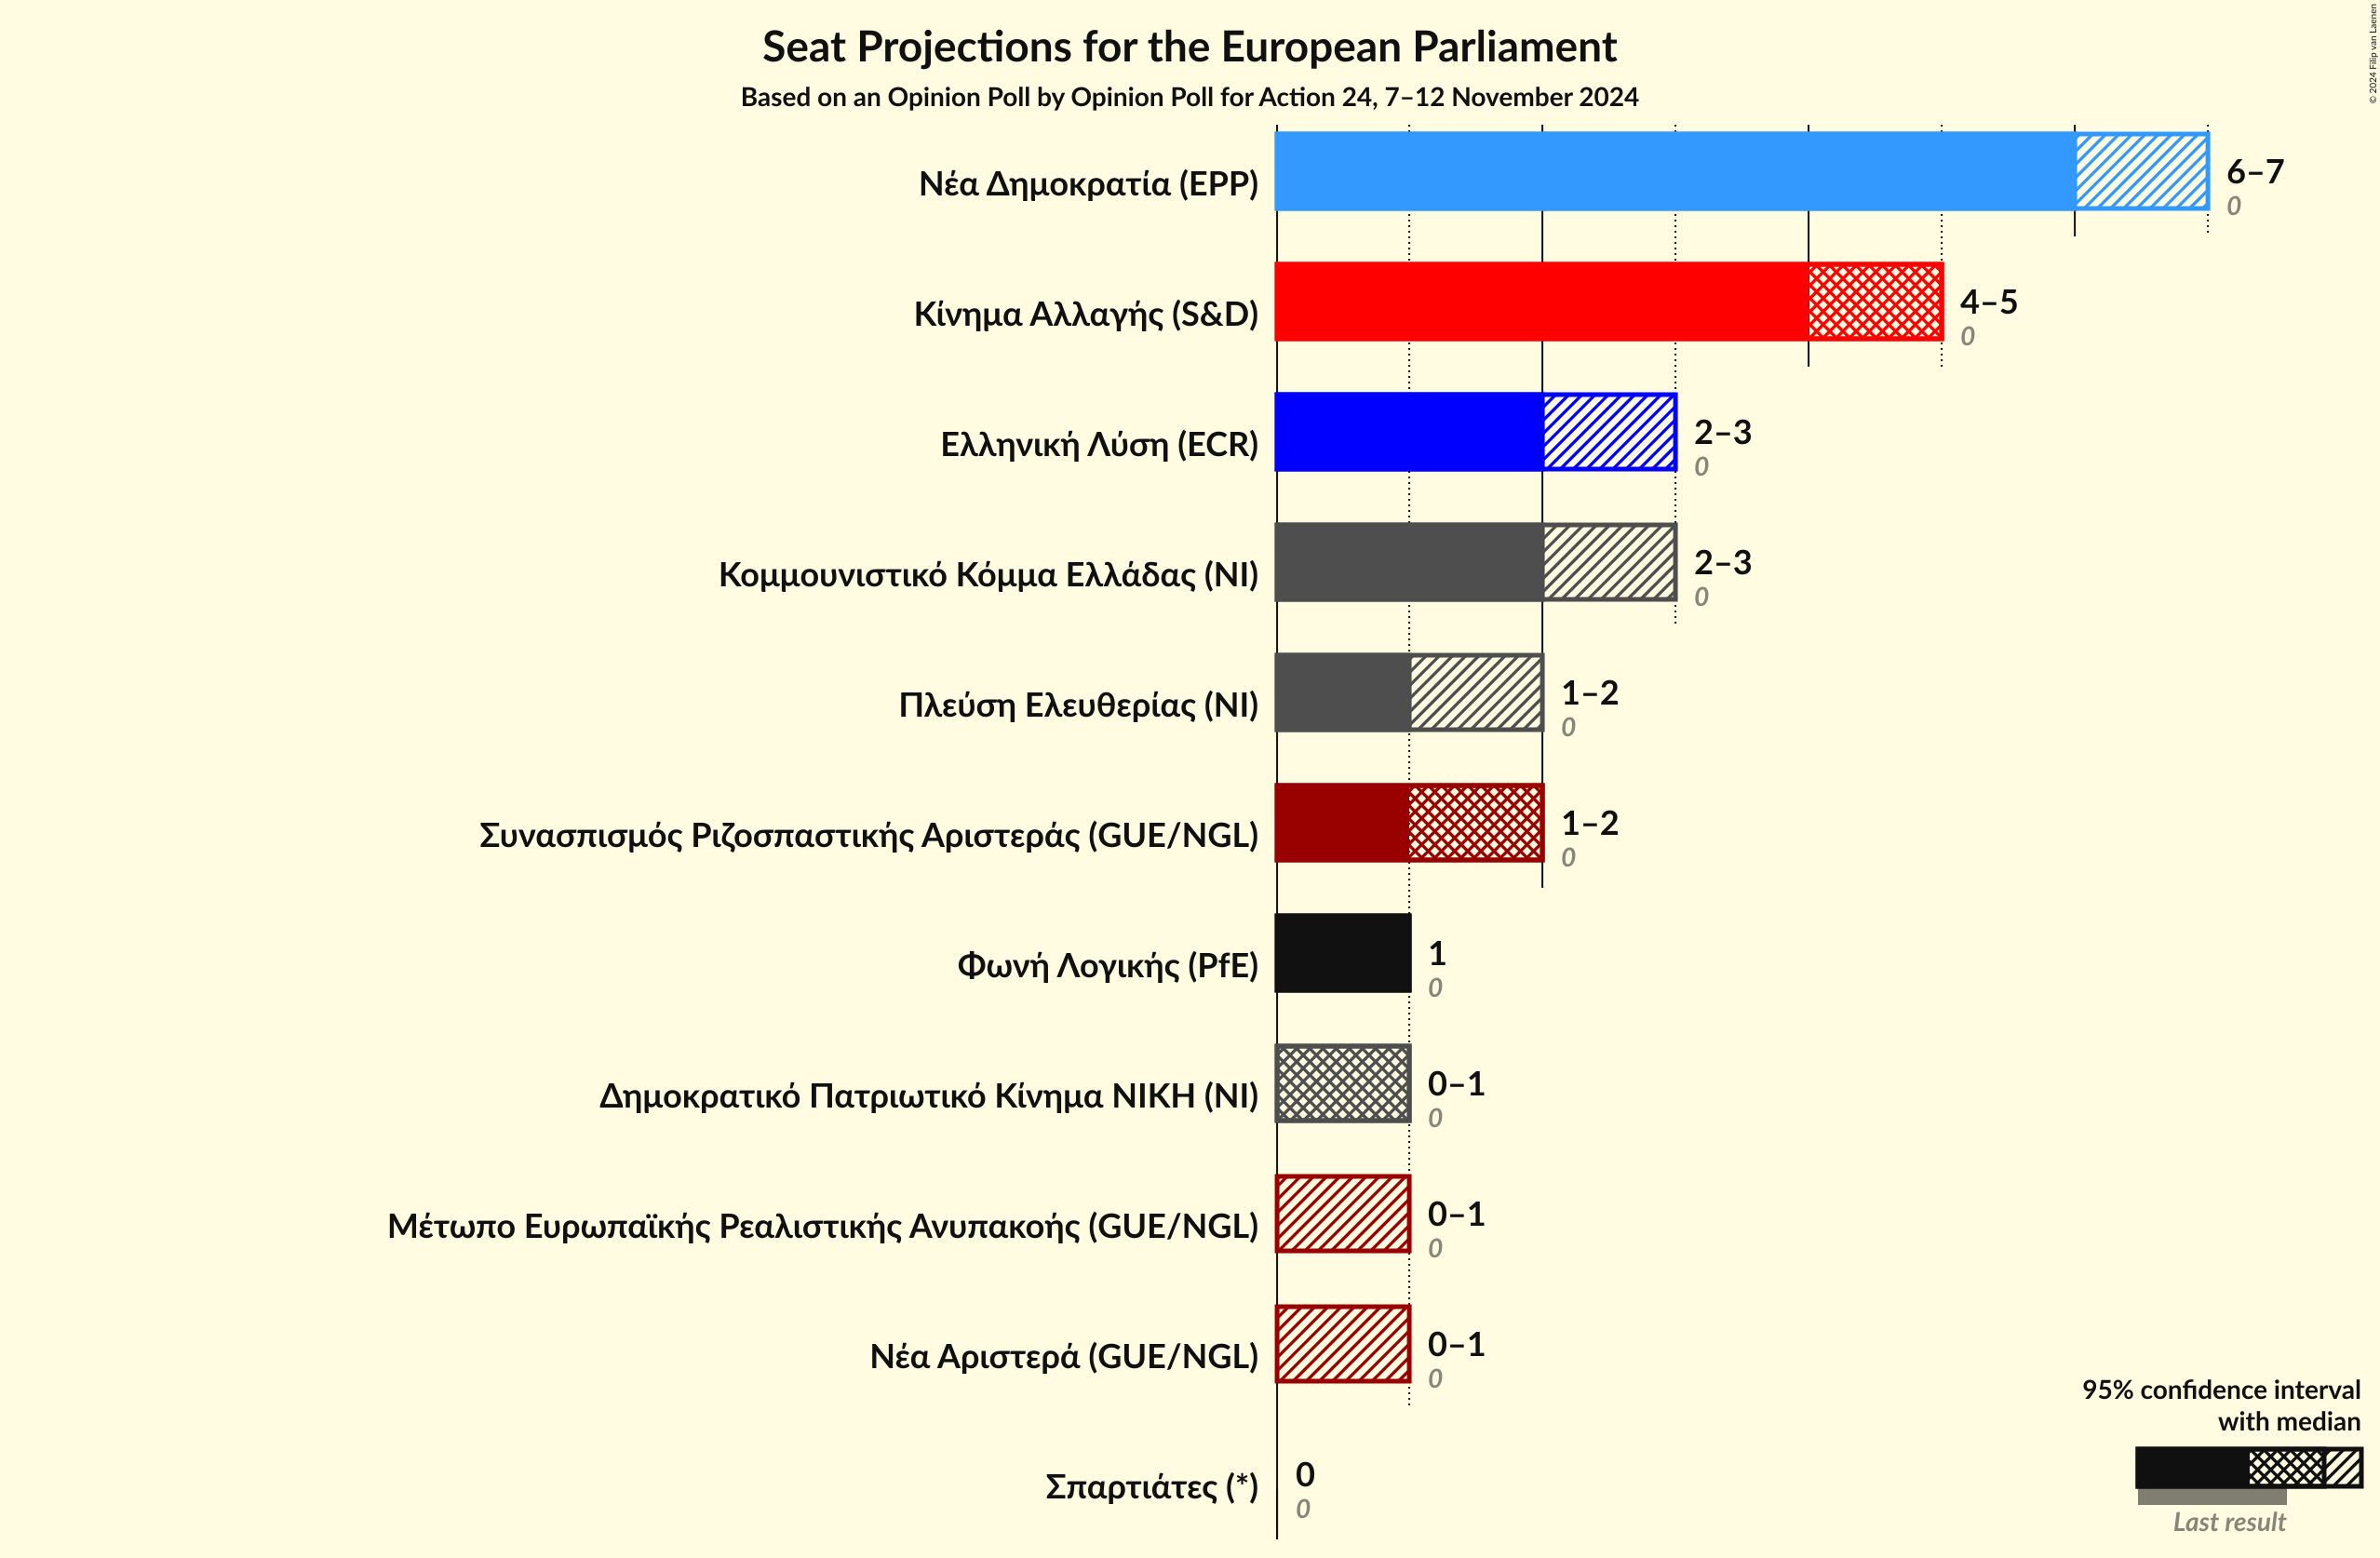 Seat Projections for the European Parliament
Based on an Opinion Poll by Opinion Poll for Action 24, 7–12 November 2024
© 2024 Filip van Laenen
Νέα Δημοκρατία (EPP)
6–7
0
Κίνημα Αλλαγής (S&D)
4–5
0
Ελληνική Λύση (ECR)
2–3
0
Κομμουνιστικό Κόμμα Ελλάδας (NI)
2–3
0
Πλεύση Ελευθερίας (NI)
1–2
0
Συνασπισμός Ριζοσπαστικής Αριστεράς (GUE/NGL)
1–2
0
Φωνή Λογικής (PfE)
1
0
Δημοκρατικό Πατριωτικό Κίνημα ΝΙΚΗ (NI)
0–1
0
Μέτωπο Ευρωπαϊκής Ρεαλιστικής Ανυπακοής (GUE/NGL)
0–1
0
Νέα Αριστερά (GUE/NGL)
0–1
0
Σπαρτιάτες (*)
0
0
95% confidence interval
with median
Last result